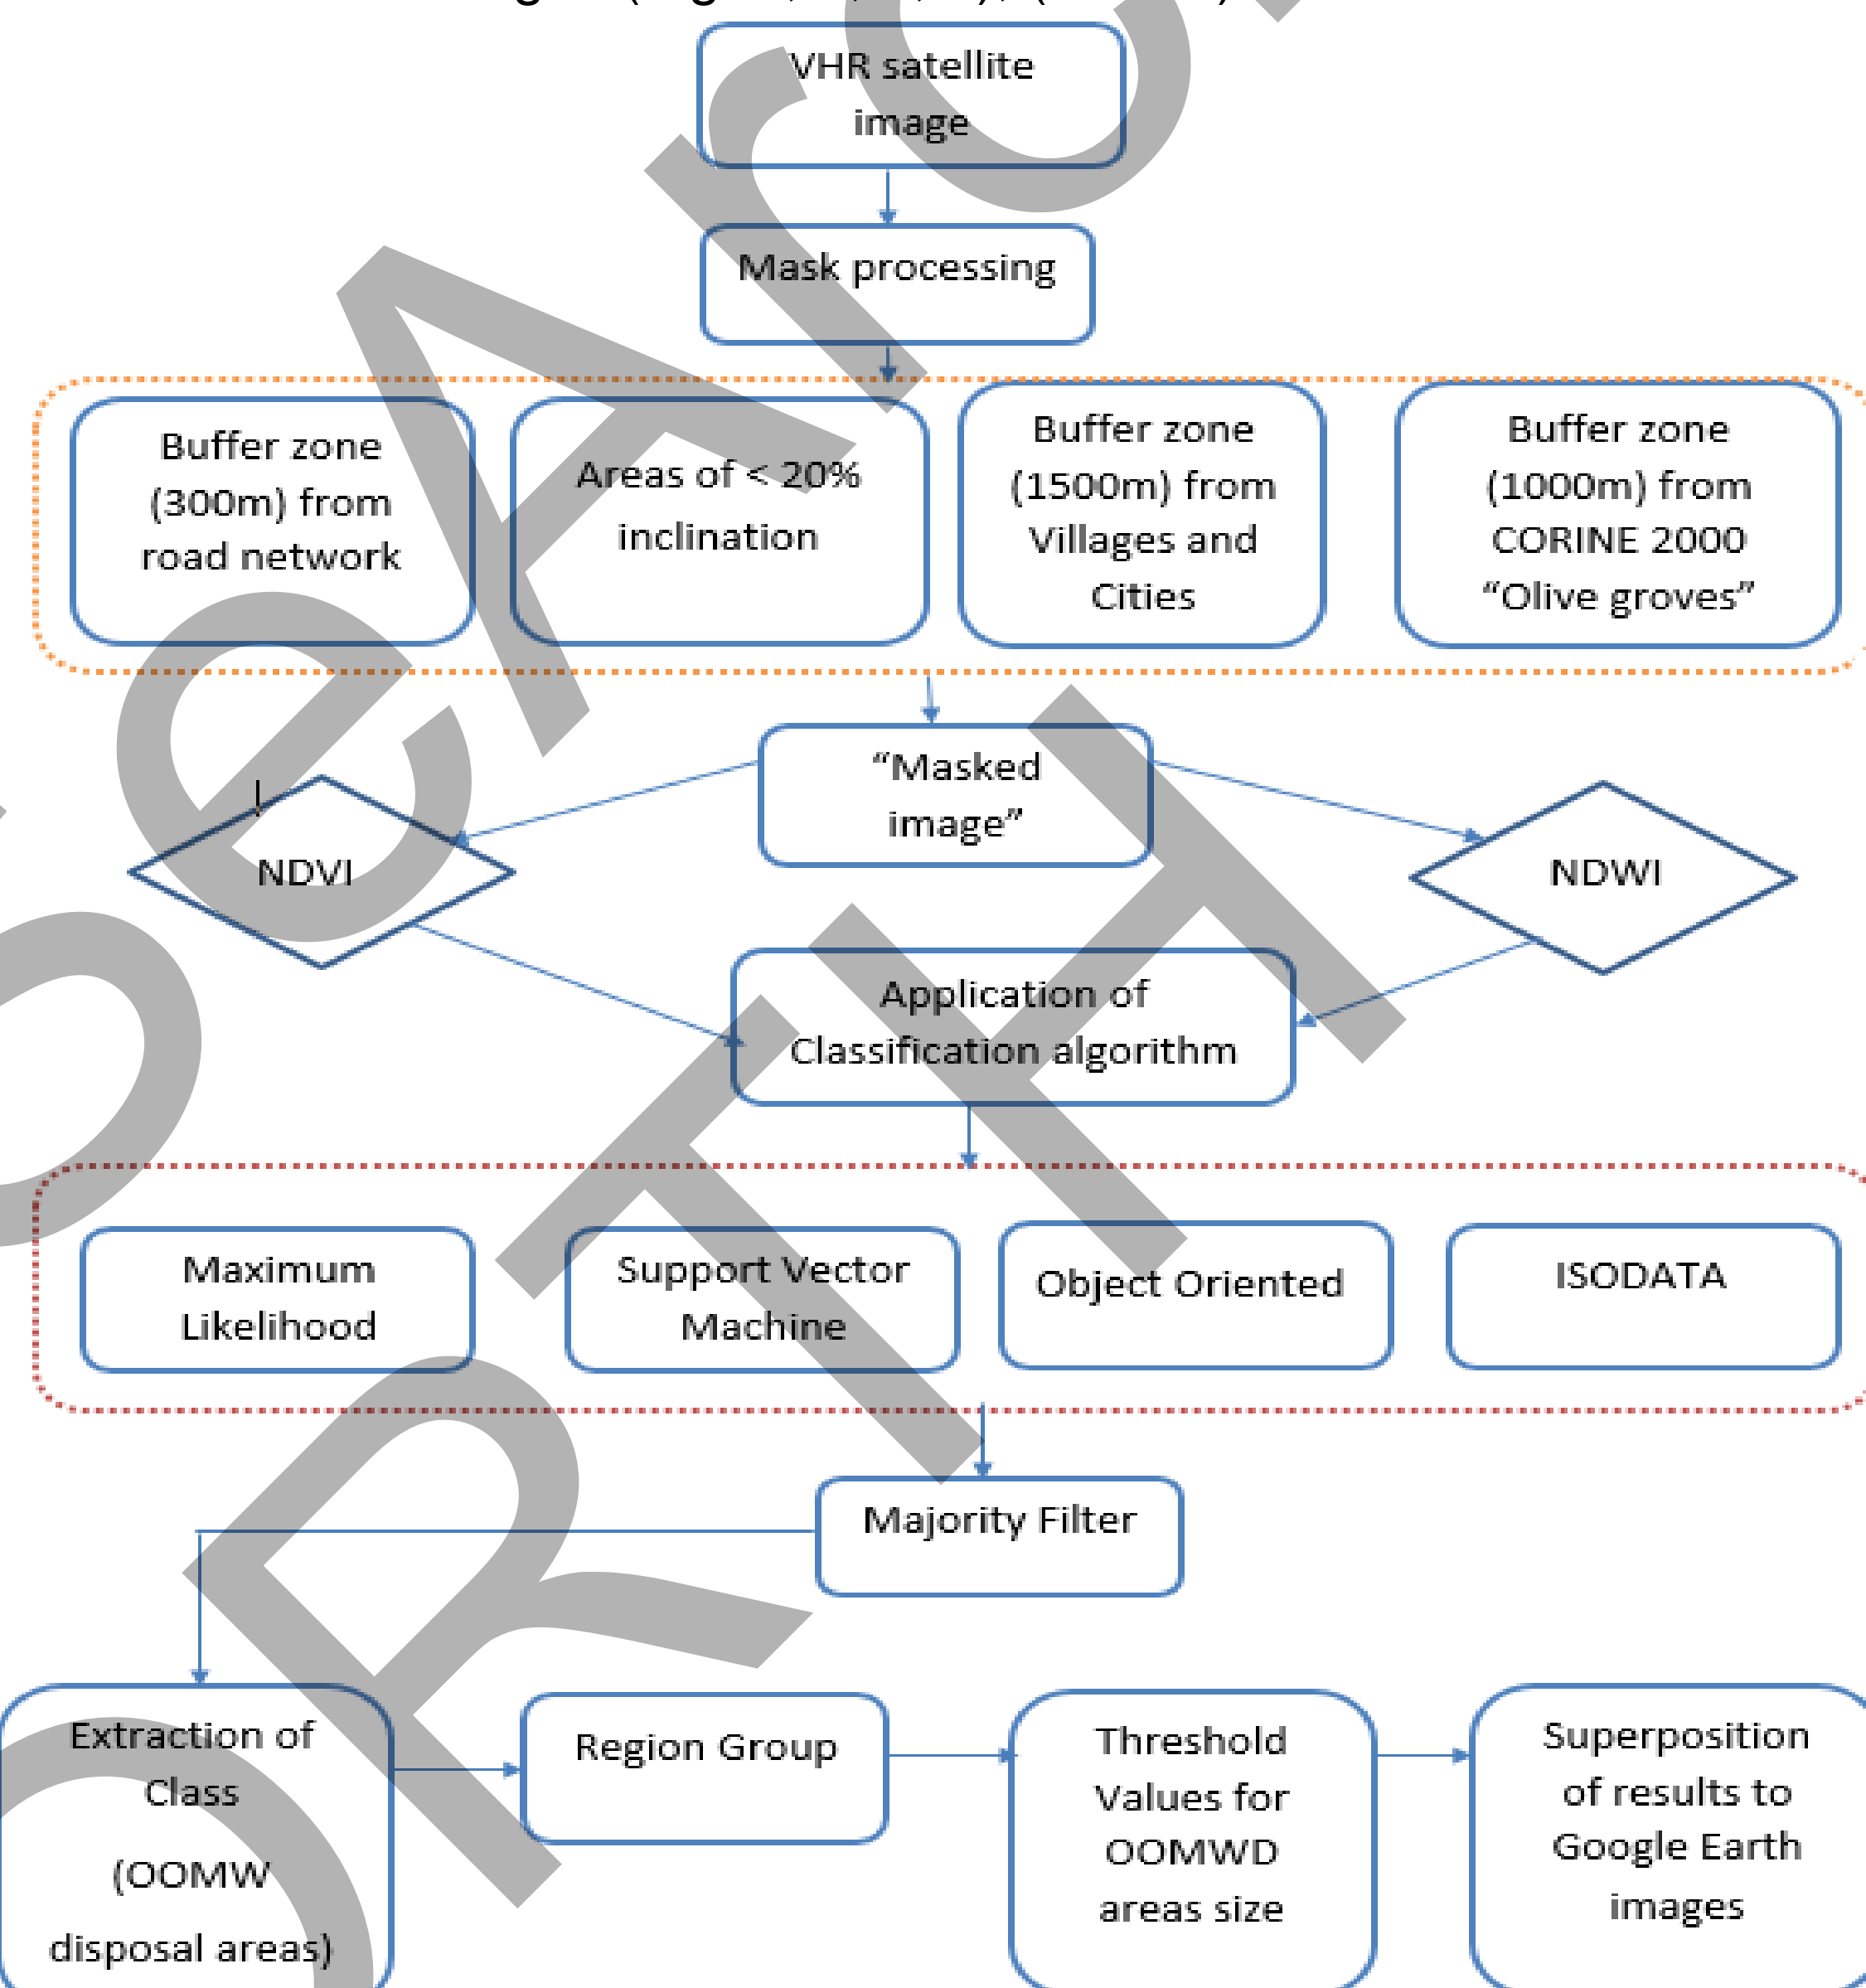 VHR satellite
image
Mask processing
Buffer zone
(300m) from
road network
Areas of < 20%
inclination
Buffer zone
(1500m) from
Villages and
Cities
Buffer zone
(1000m) from
CORINE 2000
“Olive groves”
“Masked
image”
NDVI
NDWI
Application of
Classification algorithm
Maximum
Likelihood
Support Vector
Machine
Object Oriented
ISODATA
Majority Filter
Extraction of
Class
(OOMW
disposal areas)
Region Group
Threshold
Values for
OOMWD
areas size
Superposition
of results to
Google Earth
images